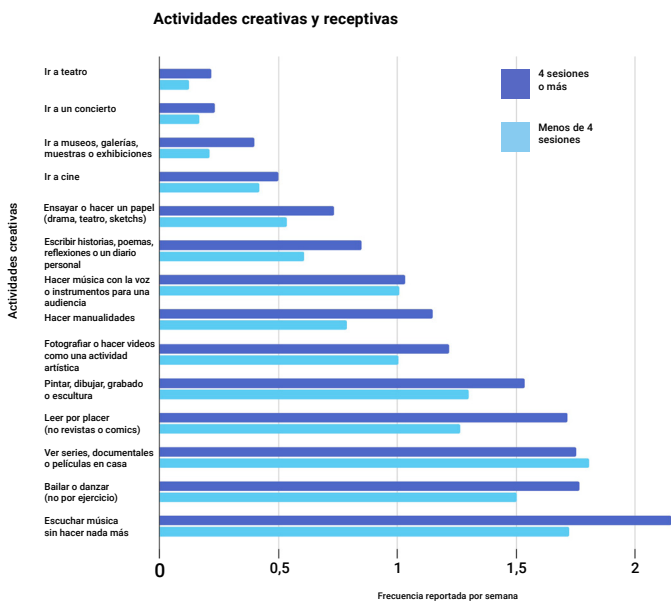 Actividades creativas y receptivas
4 sesiones
o más
Menos de 4
sesiones
Actividades creativas
Ir a teatro
Ir a un concierto
Ir a museos, galerías,
muestras o exhibiciones
Ir a cine
Ensayar o hacer un papel
(drama, teatro, sketchs)
Escribir historias, poemas,
reflexiones o un diario
personal
Hacer música con la voz
o instrumentos para una
audiencia
Hacer manualidades
Fotografiar o hacer videos
como una actividad
artística
Pintar, dibujar, grabado
o escultura
Leer por placer
(no revistas o comics)
Ver series, documentales
o películas en casa
Bailar o danzar
(no por ejercicio)
Escuchar música
sin hacer nada más
0 0,5 1 1,5 2
Frecuencia reportada por semana